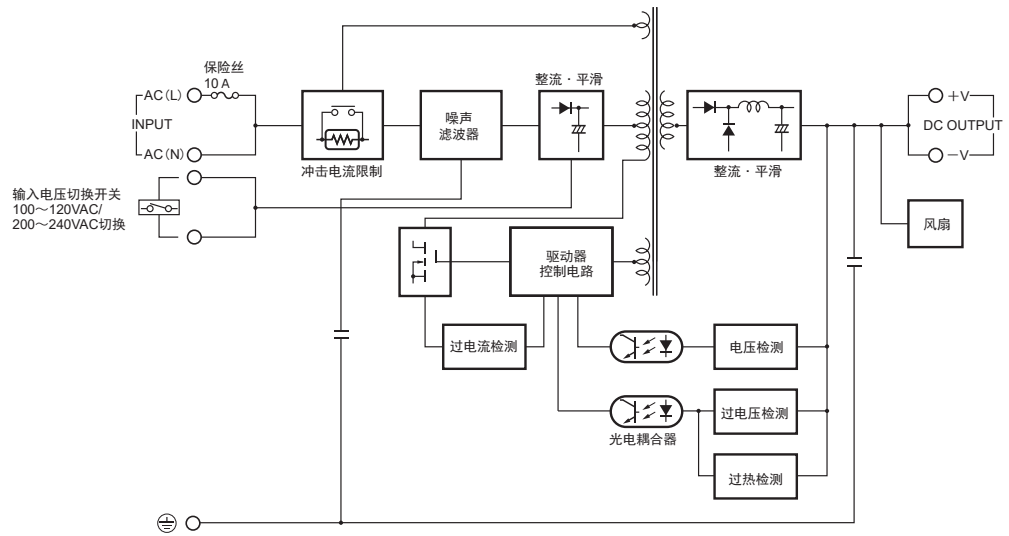 保险丝
10 A
AC(L)
INPUT
AC(N)
输入电压切换开关
100～120VAC/
200～240VAC切换
冲击电流限制
噪声
滤波器
整流・平滑
整流・平滑
+V
DC OUTPUT
-V
风扇
驱动器
控制电路
过电流检测
电压检测
过电压检测
光电耦合器
过热检测